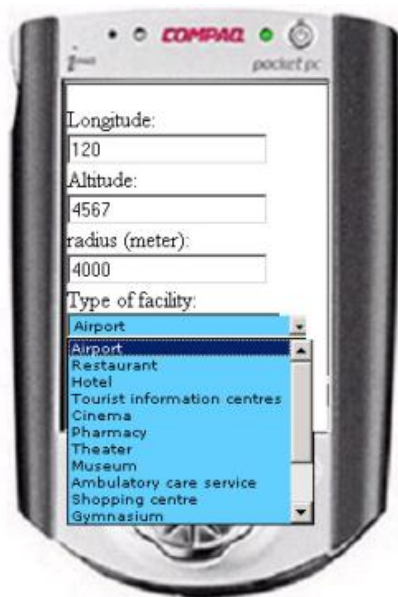 COMPAQ
iPAQ
pocket pc
Longitude:
120
Altitude:
4567
radius (meter):
4000
Type of facility:
Airport
Airport
Restaurant
Hotel
Tourist information centres
Cinema
Pharmacy
Theater
Museum
Ambulatory care service
Shopping centre
Gymnasium